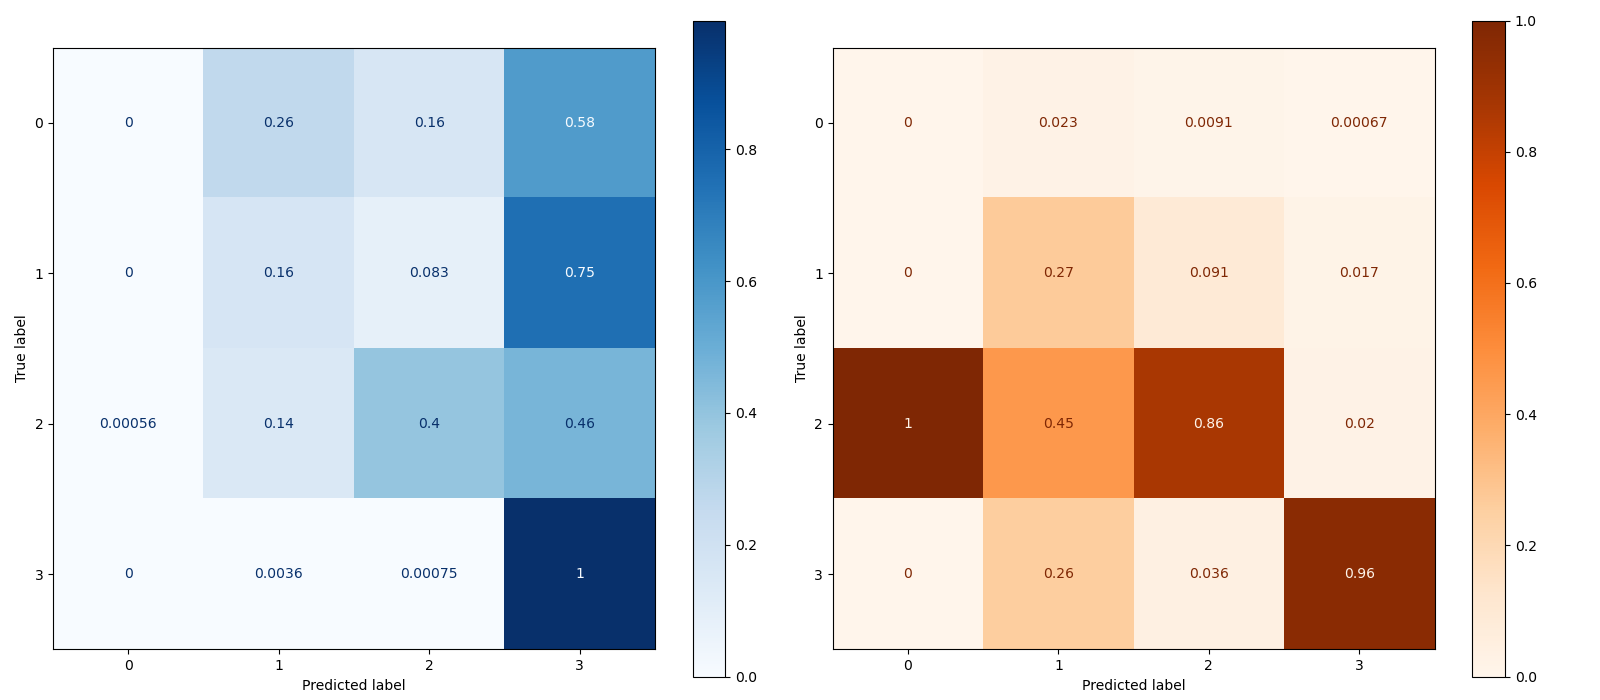 1.0
0 0 0.26 0.16 0.58
0 0 0.023 0.0091 0.00067
0.8
0.8
1 0 0.16 0.083 0.75
1 0 0.27 0.091 0.017
0.6
0.6
True label
True label
2 0.00056 0.14 0.4 0.46
0.4
2 1 0.45 0.86 0.02
0.4
0.2
0.2
3 0 0.0036 0.00075 1
3 0 0.26 0.036 0.96
0 1 2 3
0.0
0 1 2 3
0.0
Predicted label
Predicted label